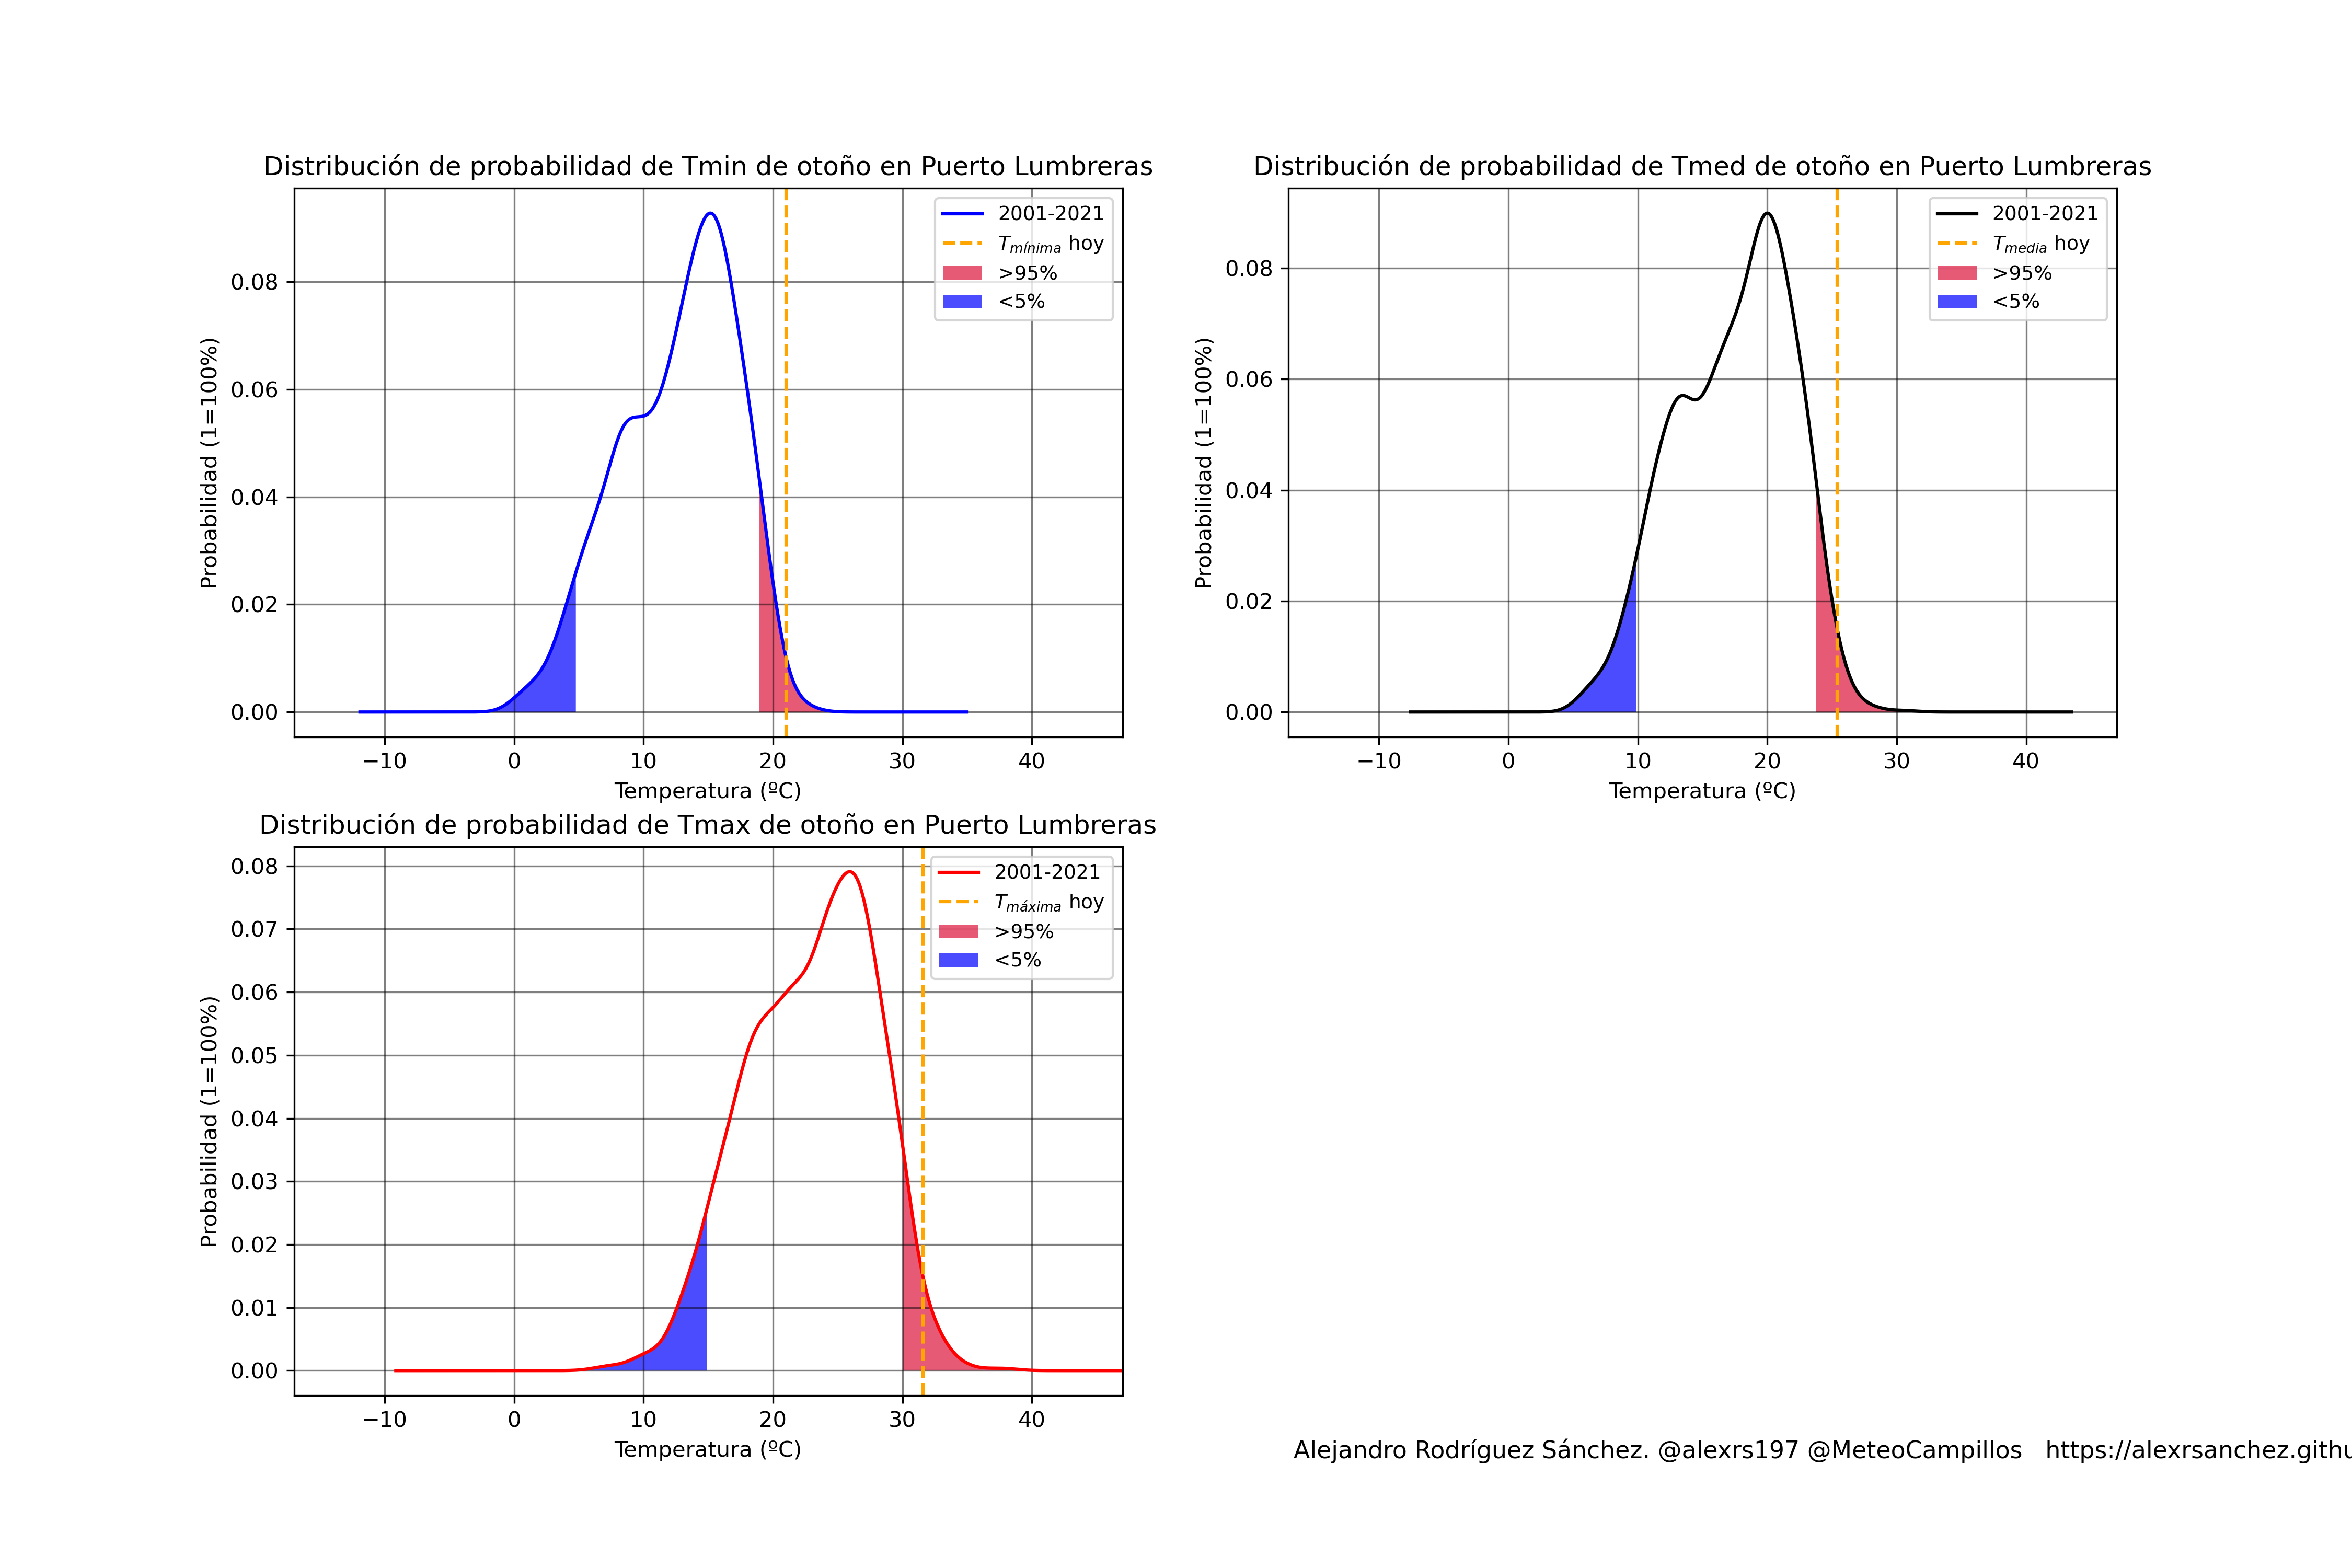 Distribución de probabilidad de Tmin de otoño en Puerto Lumbreras
2001-2021
Tmínima hoy
>95%
<5%
Probabilidad (1=100%)
0.08
0.06
0.04
0.02
0.00
−10 0 10 20 30 40
Temperatura (ºC)
Distribución de probabilidad de Tmed de otoño en Puerto Lumbreras
2001-2021
Tmedia hoy
>95%
<5%
Probabilidad (1=100%)
0.08
0.06
0.04
0.02
0.00
−10 0 10 20 30 40
Temperatura (ºC)
Distribución de probabilidad de Tmax de otoño en Puerto Lumbreras
2001-2021
Tmáxima hoy
>95%
<5%
Probabilidad (1=100%)
0.08
0.07
0.06
0.05
0.04
0.03
0.02
0.01
0.00
−10 0 10 20 30 40
Temperatura (ºC)
Alejandro Rodríguez Sánchez. @alexrs197 @MeteoCampillos https://alexrsanchez.githu